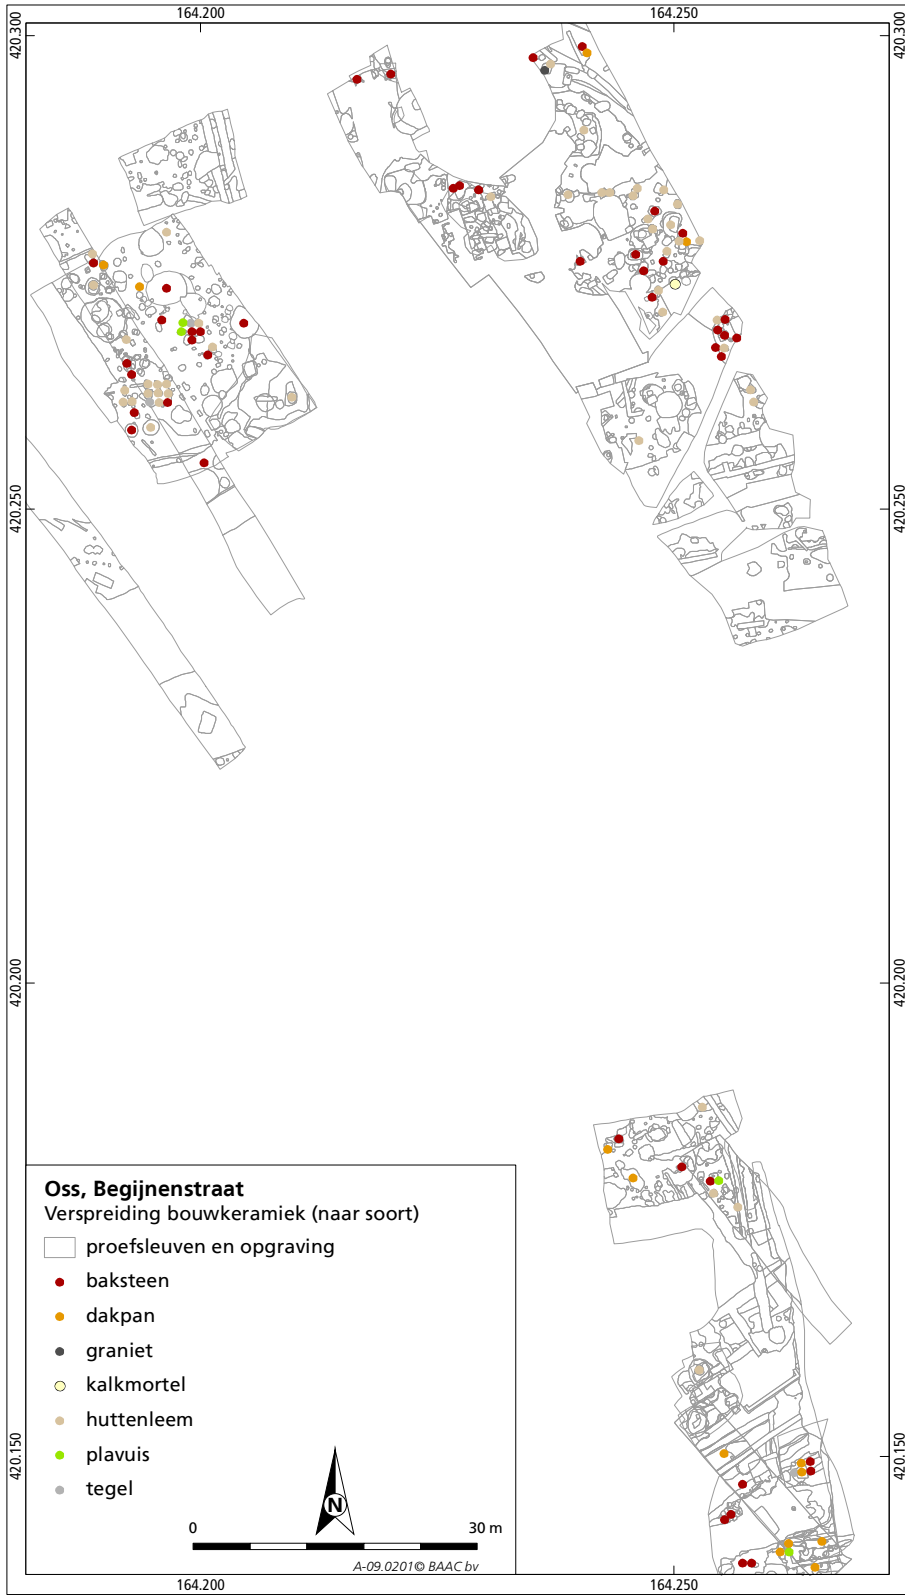 164.200
164.250
420.300
420.300
420.250
420.250
420.200
420.200
Oss, Begijnenstraat
Verspreiding bouwkeramiek (naar soort)
proefsleuven en opgraving
baksteen
dakpan
graniet
kalkmortel
huttenleem
plavuis
tegel
420.150
420.150
N
0
30 m
A-09.0201© BAAC bv
164.200
164.250